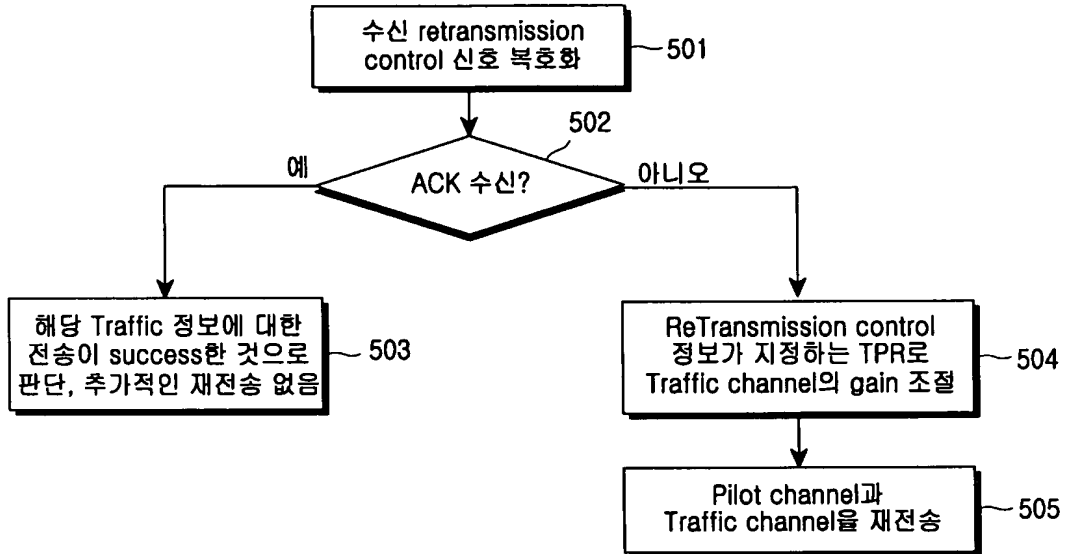 수신 retransmission
control 신호 복호화
501
502
예
ACK 수신?
아니오
해당 Traffic 정보에 대한
전송이 success한 것으로
판단, 추가적인 재전송 없음
503
ReTransmission control
정보가 지정하는 TPR로
Traffic channel의 gain 조절
504
Pilot channel과
Traffic channel을 재전송
505